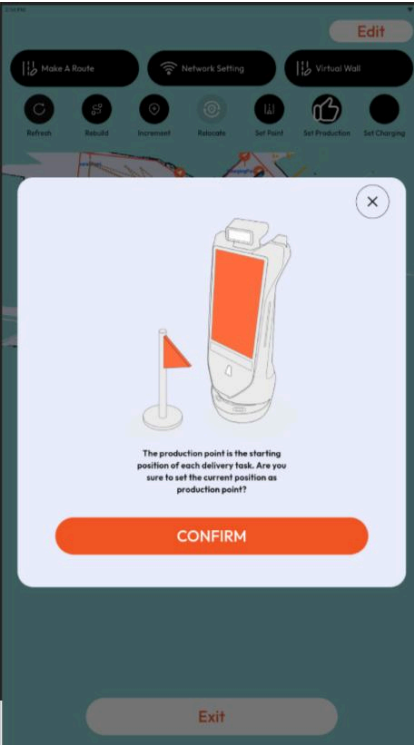 Edit
Make A Route
Network Setting
Virtual Wall
Refresh
Rebuild
Increment
Relocate
Set Point
Set Production
Set Charging
The production point is the starting
position of each delivery task. Are you
sure to set the current position as
production point?
CONFIRM
Exit